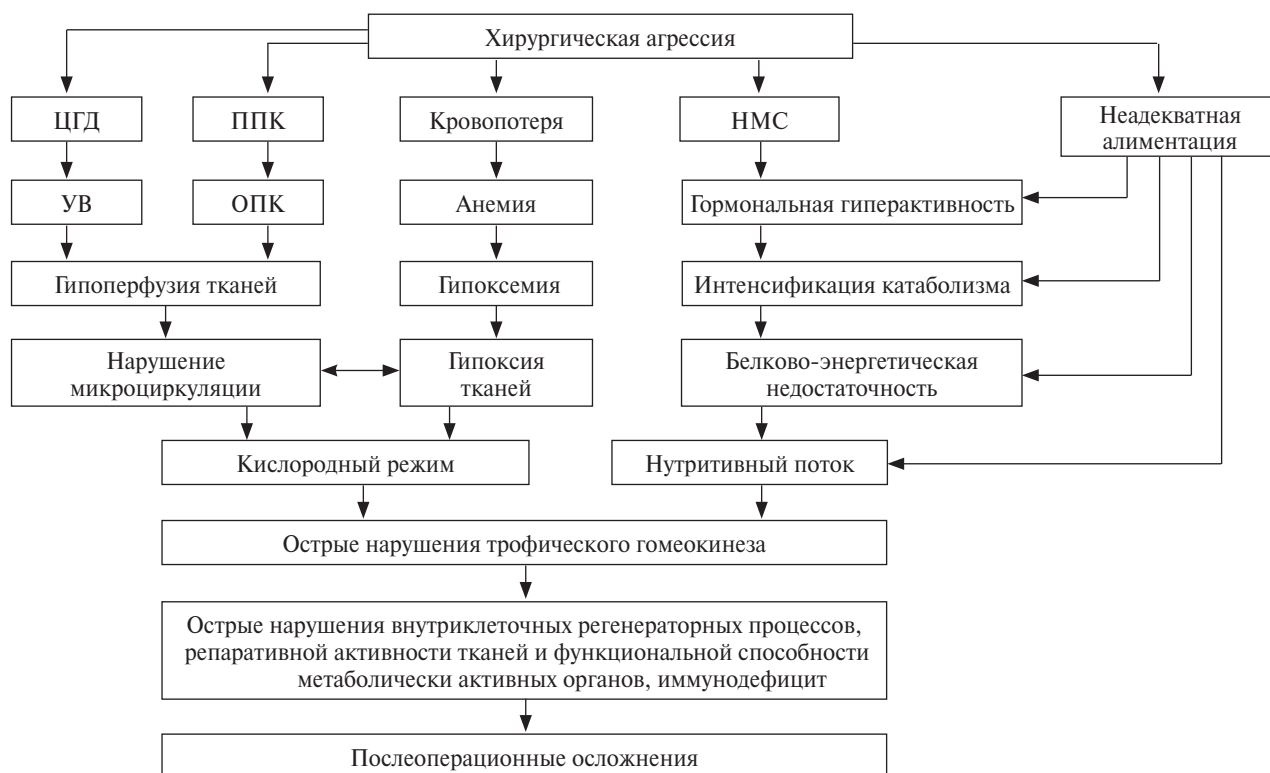 Хирургическая агрессия
ЦГД
ППК
Кровопотеря
НМС
Неадекватная
алиментация
УВ
ОПК
Анемия
Гормональная гиперактивность
Гипоперфузия тканей
Гипоксемия
Интенсификация катаболизма
Нарушение
микроциркуляции
Гипоксия
тканей
Белково-энергетическая
недостаточность
Кислородный режим
Нутритивный поток
Острые нарушения трофического гомеокинеза
Острые нарушения внутриклеточных регенераторных процессов,
репаративной активности тканей и функциональной способности
метаболически активных органов, иммунодефицит
Послеоперационные осложнения